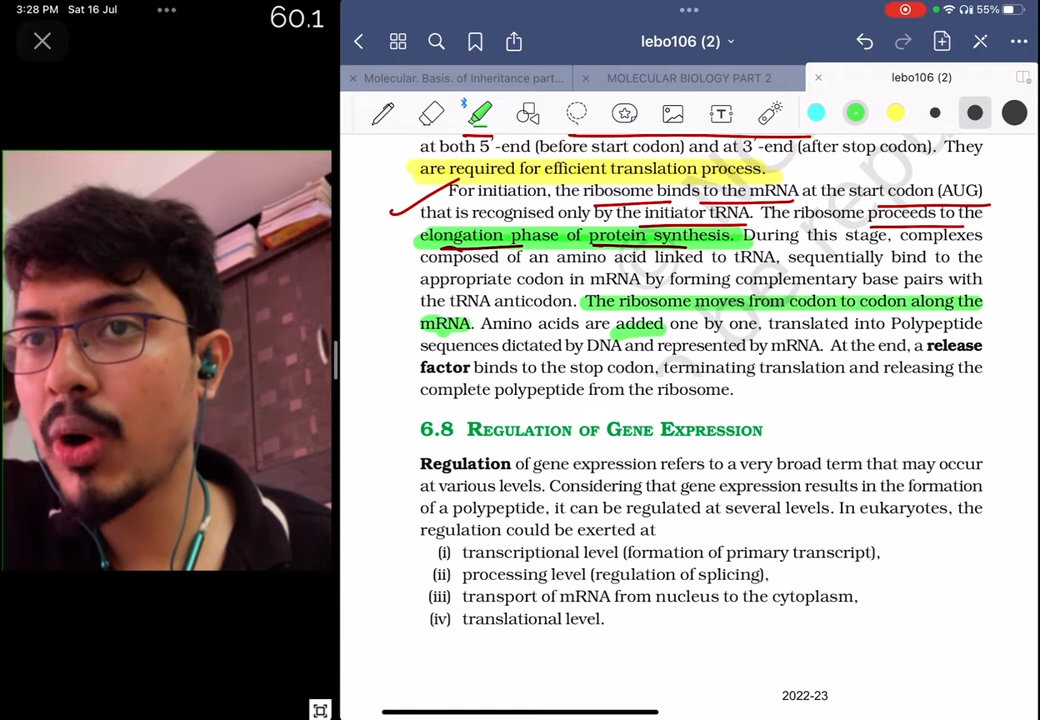 3:28 PM Sat 16 Jul
60.1
55%
lebo106 (2)
Molecular. Basis. of Inheritance part...
MOLECULAR BIOLOGY PART 2
lebo106 (2)
at both 5'-end (before start codon) and at 3'-end (after stop codon). They
are required for efficient translation process.
For initiation, the ribosome binds to the mRNA at the start codon (AUG)
that is recognised only by the initiator tRNA. The ribosome proceeds to the
elongation phase of protein synthesis. During this stage, complexes
composed of an amino acid linked to tRNA, sequentially bind to the
appropriate codon in mRNA by forming complementary base pairs with
the tRNA anticodon. The ribosome moves from codon to codon along the
mRNA. Amino acids are added one by one, translated into Polypeptide
sequences dictated by DNA and represented by mRNA. At the end, a release
factor binds to the stop codon, terminating translation and releasing the
complete polypeptide from the ribosome.
6.8 REGULATION OF GENE EXPRESSION
Regulation of gene expression refers to a very broad term that may occur
at various levels. Considering that gene expression results in the formation
of a polypeptide, it can be regulated at several levels. In eukaryotes, the
regulation could be exerted at
(i) transcriptional level (formation of primary transcript),
(ii) processing level (regulation of splicing),
(iii) transport of mRNA from nucleus to the cytoplasm,
(iv) translational level.
2022-23